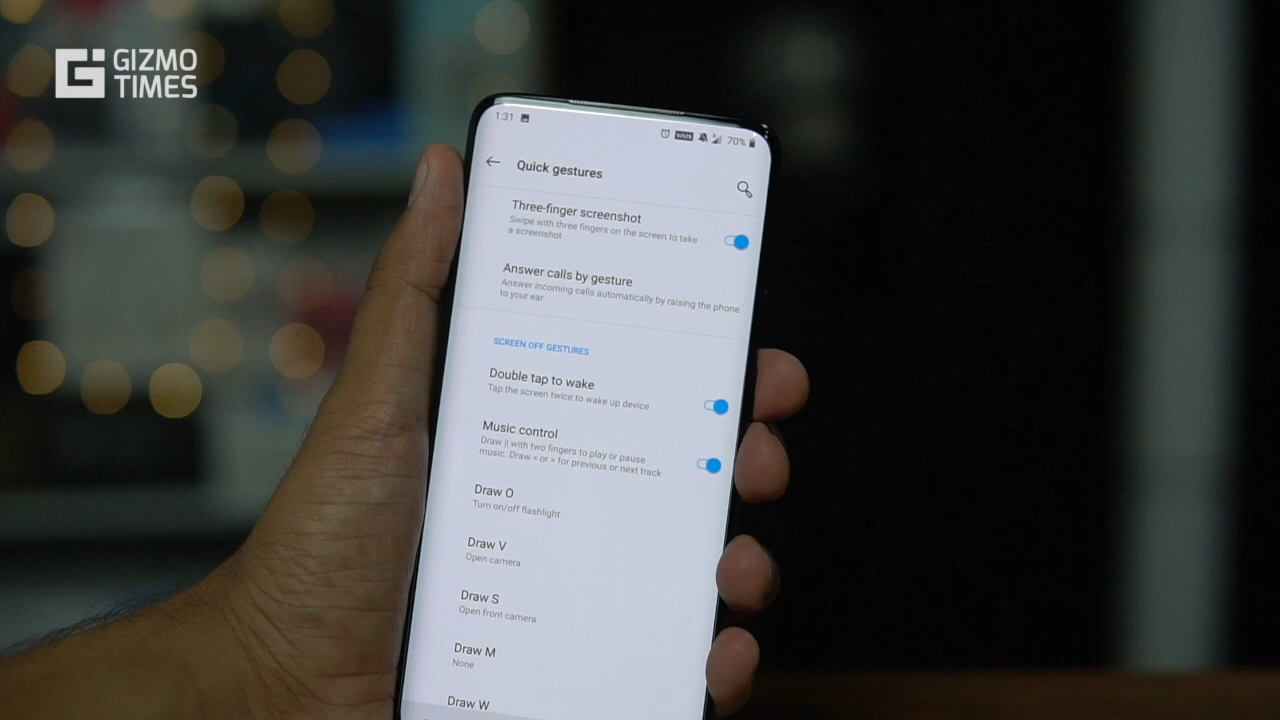 GIZMO
TIMES
1:31
70%
Quick gestures
Three-finger screenshot
Swipe with three fingers on the screen to take
a screenshot
Answer calls by gesture
Answer incoming calls automatically by raising the phone
to your ear
SCREEN OFF GESTURES
Double tap to wake
Tap the screen twice to wake up device
Music control
Draw || with two fingers to play or pause
music. Draw < or > for previous or next track
Draw O
Turn on/off flashlight
Draw V
Open camera
Draw S
Open front camera
Draw M
None
Draw W